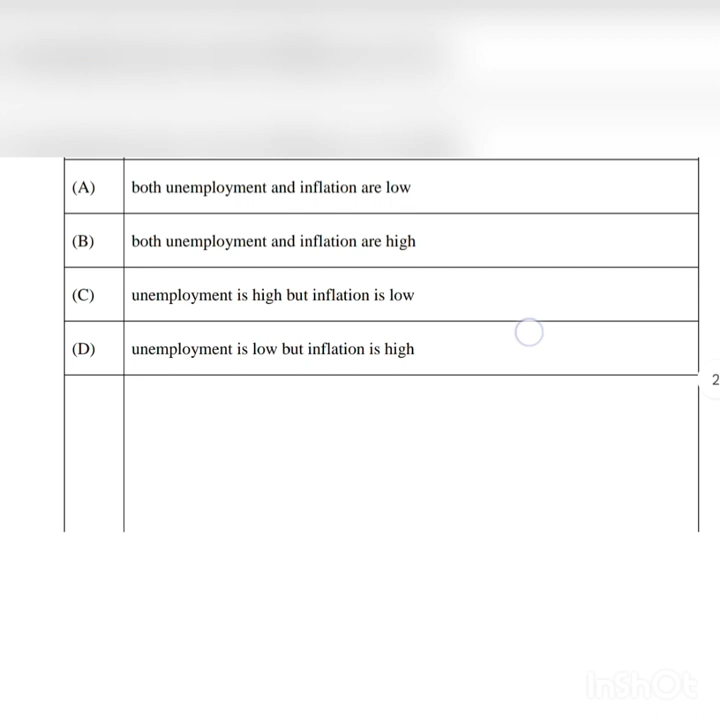 (A) both unemployment and inflation are low
(B) both unemployment and inflation are high
(C) unemployment is high but inflation is low
(D) unemployment is low but inflation is high
2
InShOt